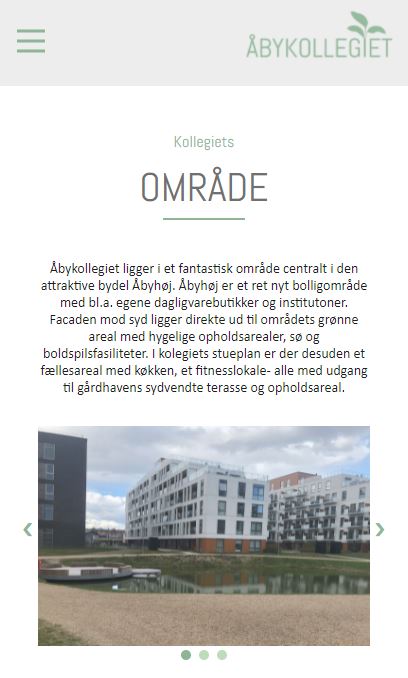 ÅBYKOLLEGIET
Kollegiets
OMRÅDE
Åbykollegiet ligger i et fantastisk område centralt i den
attraktive bydel Åbyhøj. Åbyhøj er et ret nyt bolligområde
med bl.a. egene dagligvarebutikker og institutoner.
Facaden mod syd ligger direkte ud til områdets grønne
areal med hygelige opholdsarealer, sø og
boldspilsfasiliteter. I kolegiets stueplan er der desuden et
fællesareal med køkken, et fitnesslokale- alle med udgang
til gårdhavens sydvendte terasse og opholdsareal.